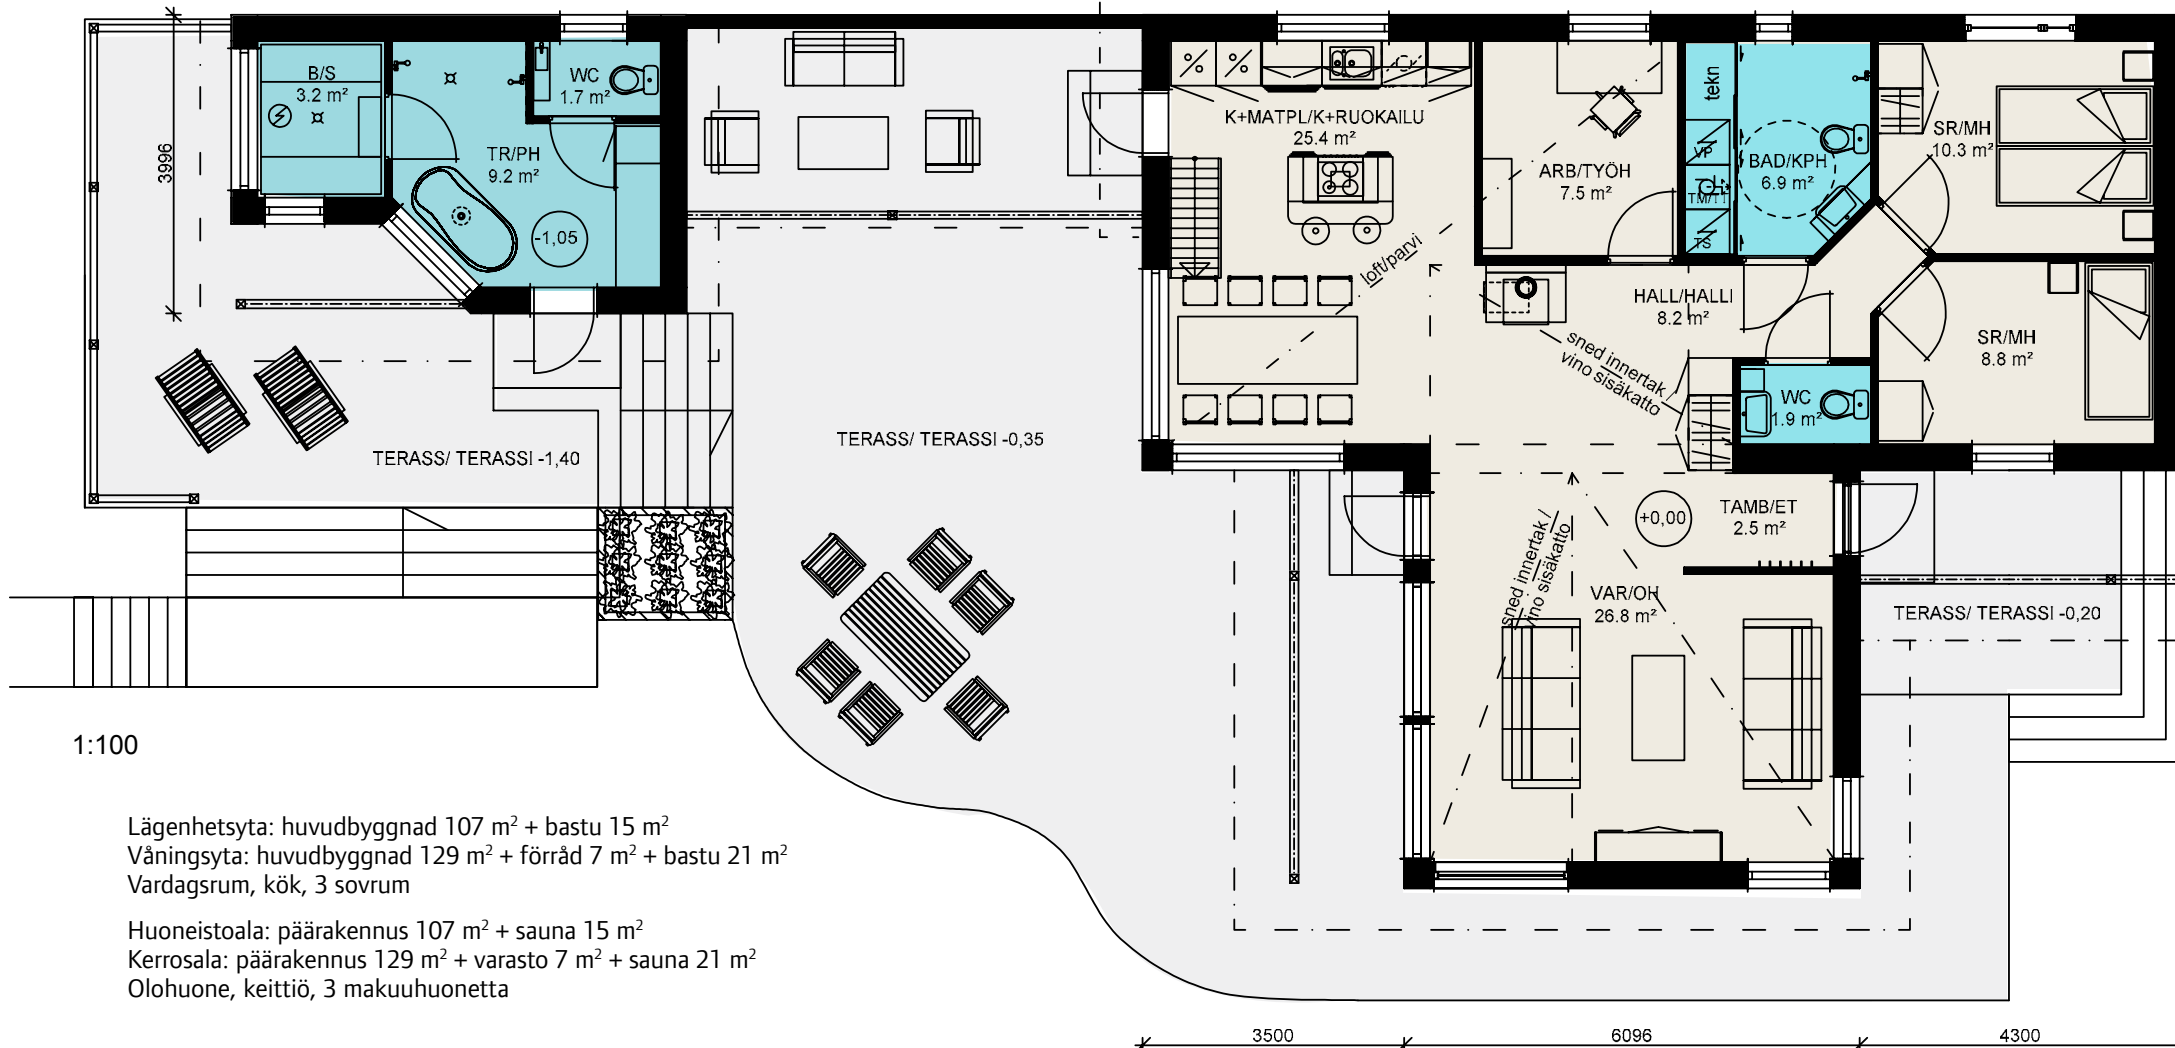 B/S
3.2 m²
WC
1.7 m²
TR/PH
9.2 m²
-1,05
3996
K+MATPL/K+RUOKAILU
25.4 m²
loft/parvi
ARB/TYÖH
7.5 m²
tekn
VP
TM/TT
TS
BAD/KPH
6.9 m²
SR/MH
10.3 m²
HALL/HALLI
8.2 m²
sned innertak /
vino sisäkatto
SR/MH
8.8 m²
WC
1.9 m²
TERASS/ TERASSI -1,40
TERASS/ TERASSI -0,35
+0,00
TAMB/ET
2.5 m²
sned innertak /
vino sisäkatto
VAR/OH
26.8 m²
TERASS/ TERASSI -0,20
1:100
Lägenhetsyta: huvudbyggnad 107 m² + bastu 15 m²
Våningsyta: huvudbyggnad 129 m² + förråd 7 m² + bastu 21 m²
Vardagsrum, kök, 3 sovrum
Huoneistoala: päärakennus 107 m² + sauna 15 m²
Kerrosala: päärakennus 129 m² + varasto 7 m² + sauna 21 m²
Olohuone, keittiö, 3 makuuhuonetta
3500
6096
4300